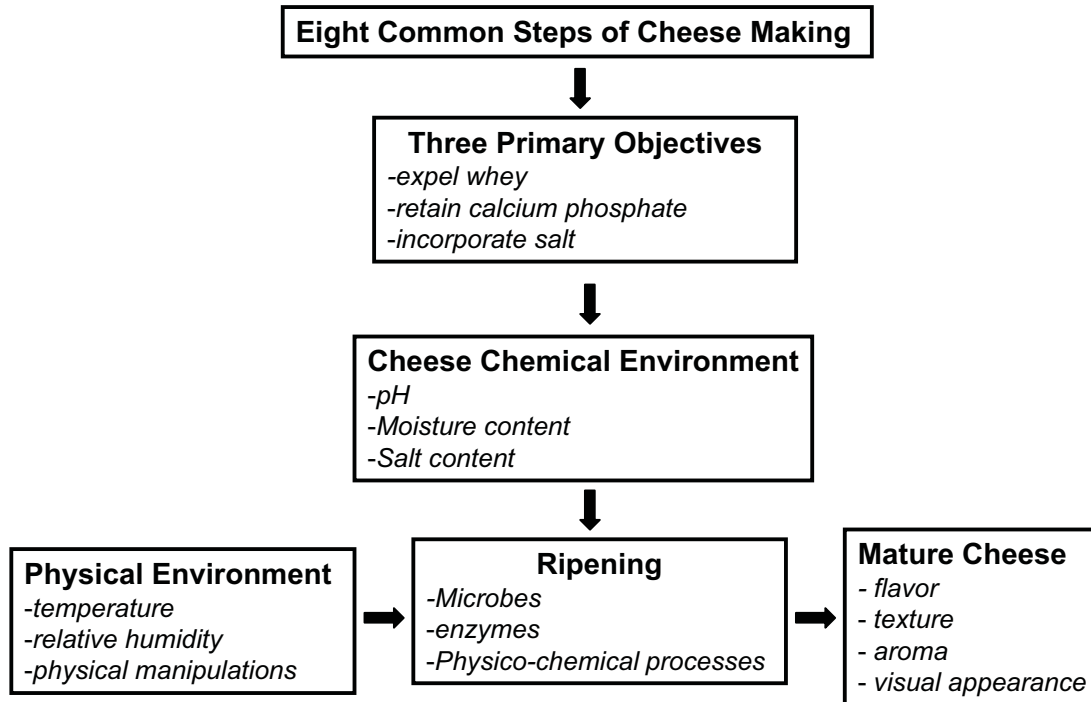 Eight Common Steps of Cheese Making
Three Primary Objectives
-expel whey
-retain calcium phosphate
-incorporate salt
Cheese Chemical Environment
-pH
-Moisture content
-Salt content
Physical Environment
-temperature
-relative humidity
-physical manipulations
Ripening
-Microbes
-enzymes
-Physico-chemical processes
Mature Cheese
- flavor
- texture
- aroma
- visual appearance